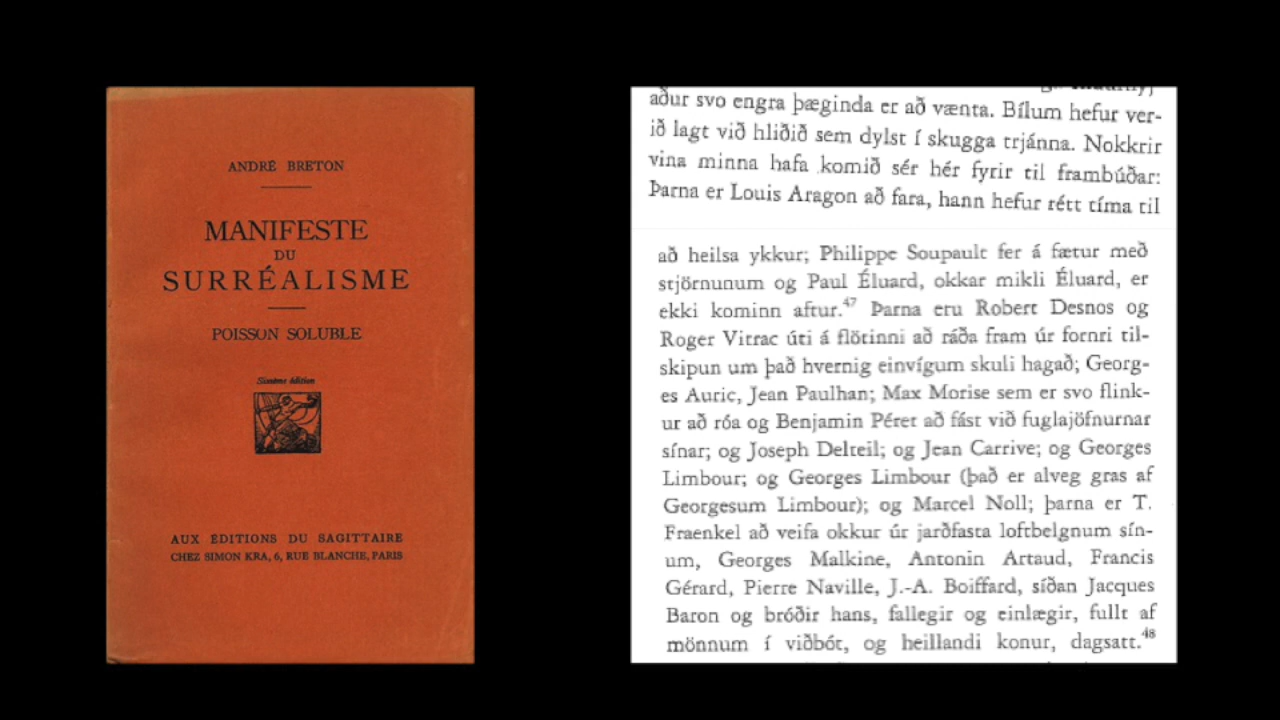 ANDRÉ BRETON
MANIFESTE
DU
SURRÉALISME
POISSON SOLUBLE
Sixième édition
AUX ÉDITIONS DU SAGITTAIRE
CHEZ SIMON KRA, 6, RUE BLANCHE, PARIS
aður svo engra þæginda er að vænta. Bílum hefur ver-
ið lagt við hliðið sem dylst í skugga trjánna. Nokkrir
vina minna hafa komið sér hér fyrir til frambúðar:
Þarna er Louis Aragon að fara, hann hefur rétt tíma til
að heilsa ykkur; Philippe Soupault fer á fætur með
stjörnunum og Paul Éluard, okkar mikli Éluard, er
ekki kominn aftur.47 Þarna eru Robert Desnos og
Roger Vitrac úti á flötinni að ráða fram úr fornri til-
skipun um það hvernig einvígum skuli hagað; Georg-
es Auric, Jean Paulhan; Max Morise sem er svo flink-
ur að róa og Benjamin Péret að fást við fuglajöfnurnar
sínar; og Joseph Delteil; og Jean Carrive; og Georges
Limbour; og Georges Limbour (það er alveg gras af
Georgesum Limbour); og Marcel Noll; þarna er T.
Fraenkel að veifa okkur úr jarðfasta loftbelgnum sín-
um, Georges Malkine, Antonin Artaud, Francis
Gérard, Pierre Naville, J.-A. Boiffard, síðan Jacques
Baron og bróðir hans, fallegir og einlægir, fullt af
mönnum í viðbót, og heillandi konur, dagsatt.48